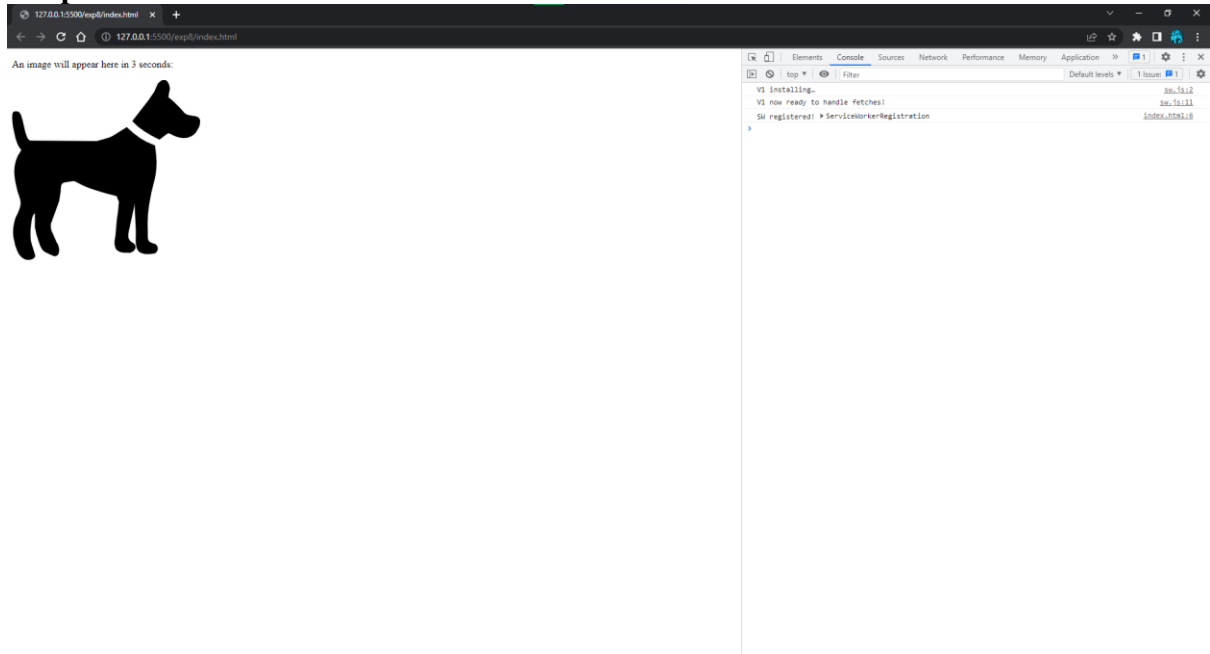 127.0.0.1:5500/exp8/index.html
127.0.0.1:5500/exp8/index.html
An image will appear here in 3 seconds:
Elements Console Sources Network Performance Memory Application » 1
top ▼ Filter Default levels ▼ 1 Issue: 1
V1 installing… sw.js:2
V1 now ready to handle fetches! sw.js:11
SW registered! ▶ ServiceWorkerRegistration index.html:6